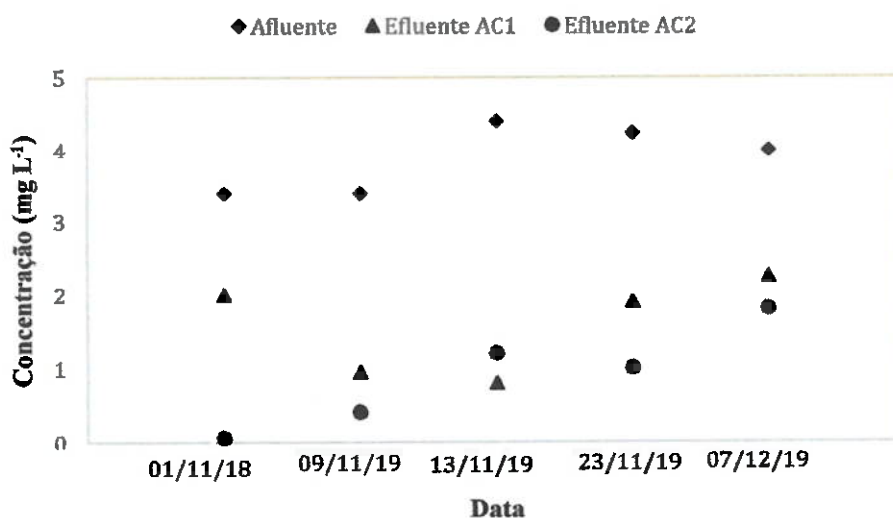 Afluente Efluente AC1 Efluente AC2
5
4
3
2
1
0
Concentração (mg L⁻¹)
01/11/18 09/11/19 13/11/19 23/11/19 07/12/19
Data